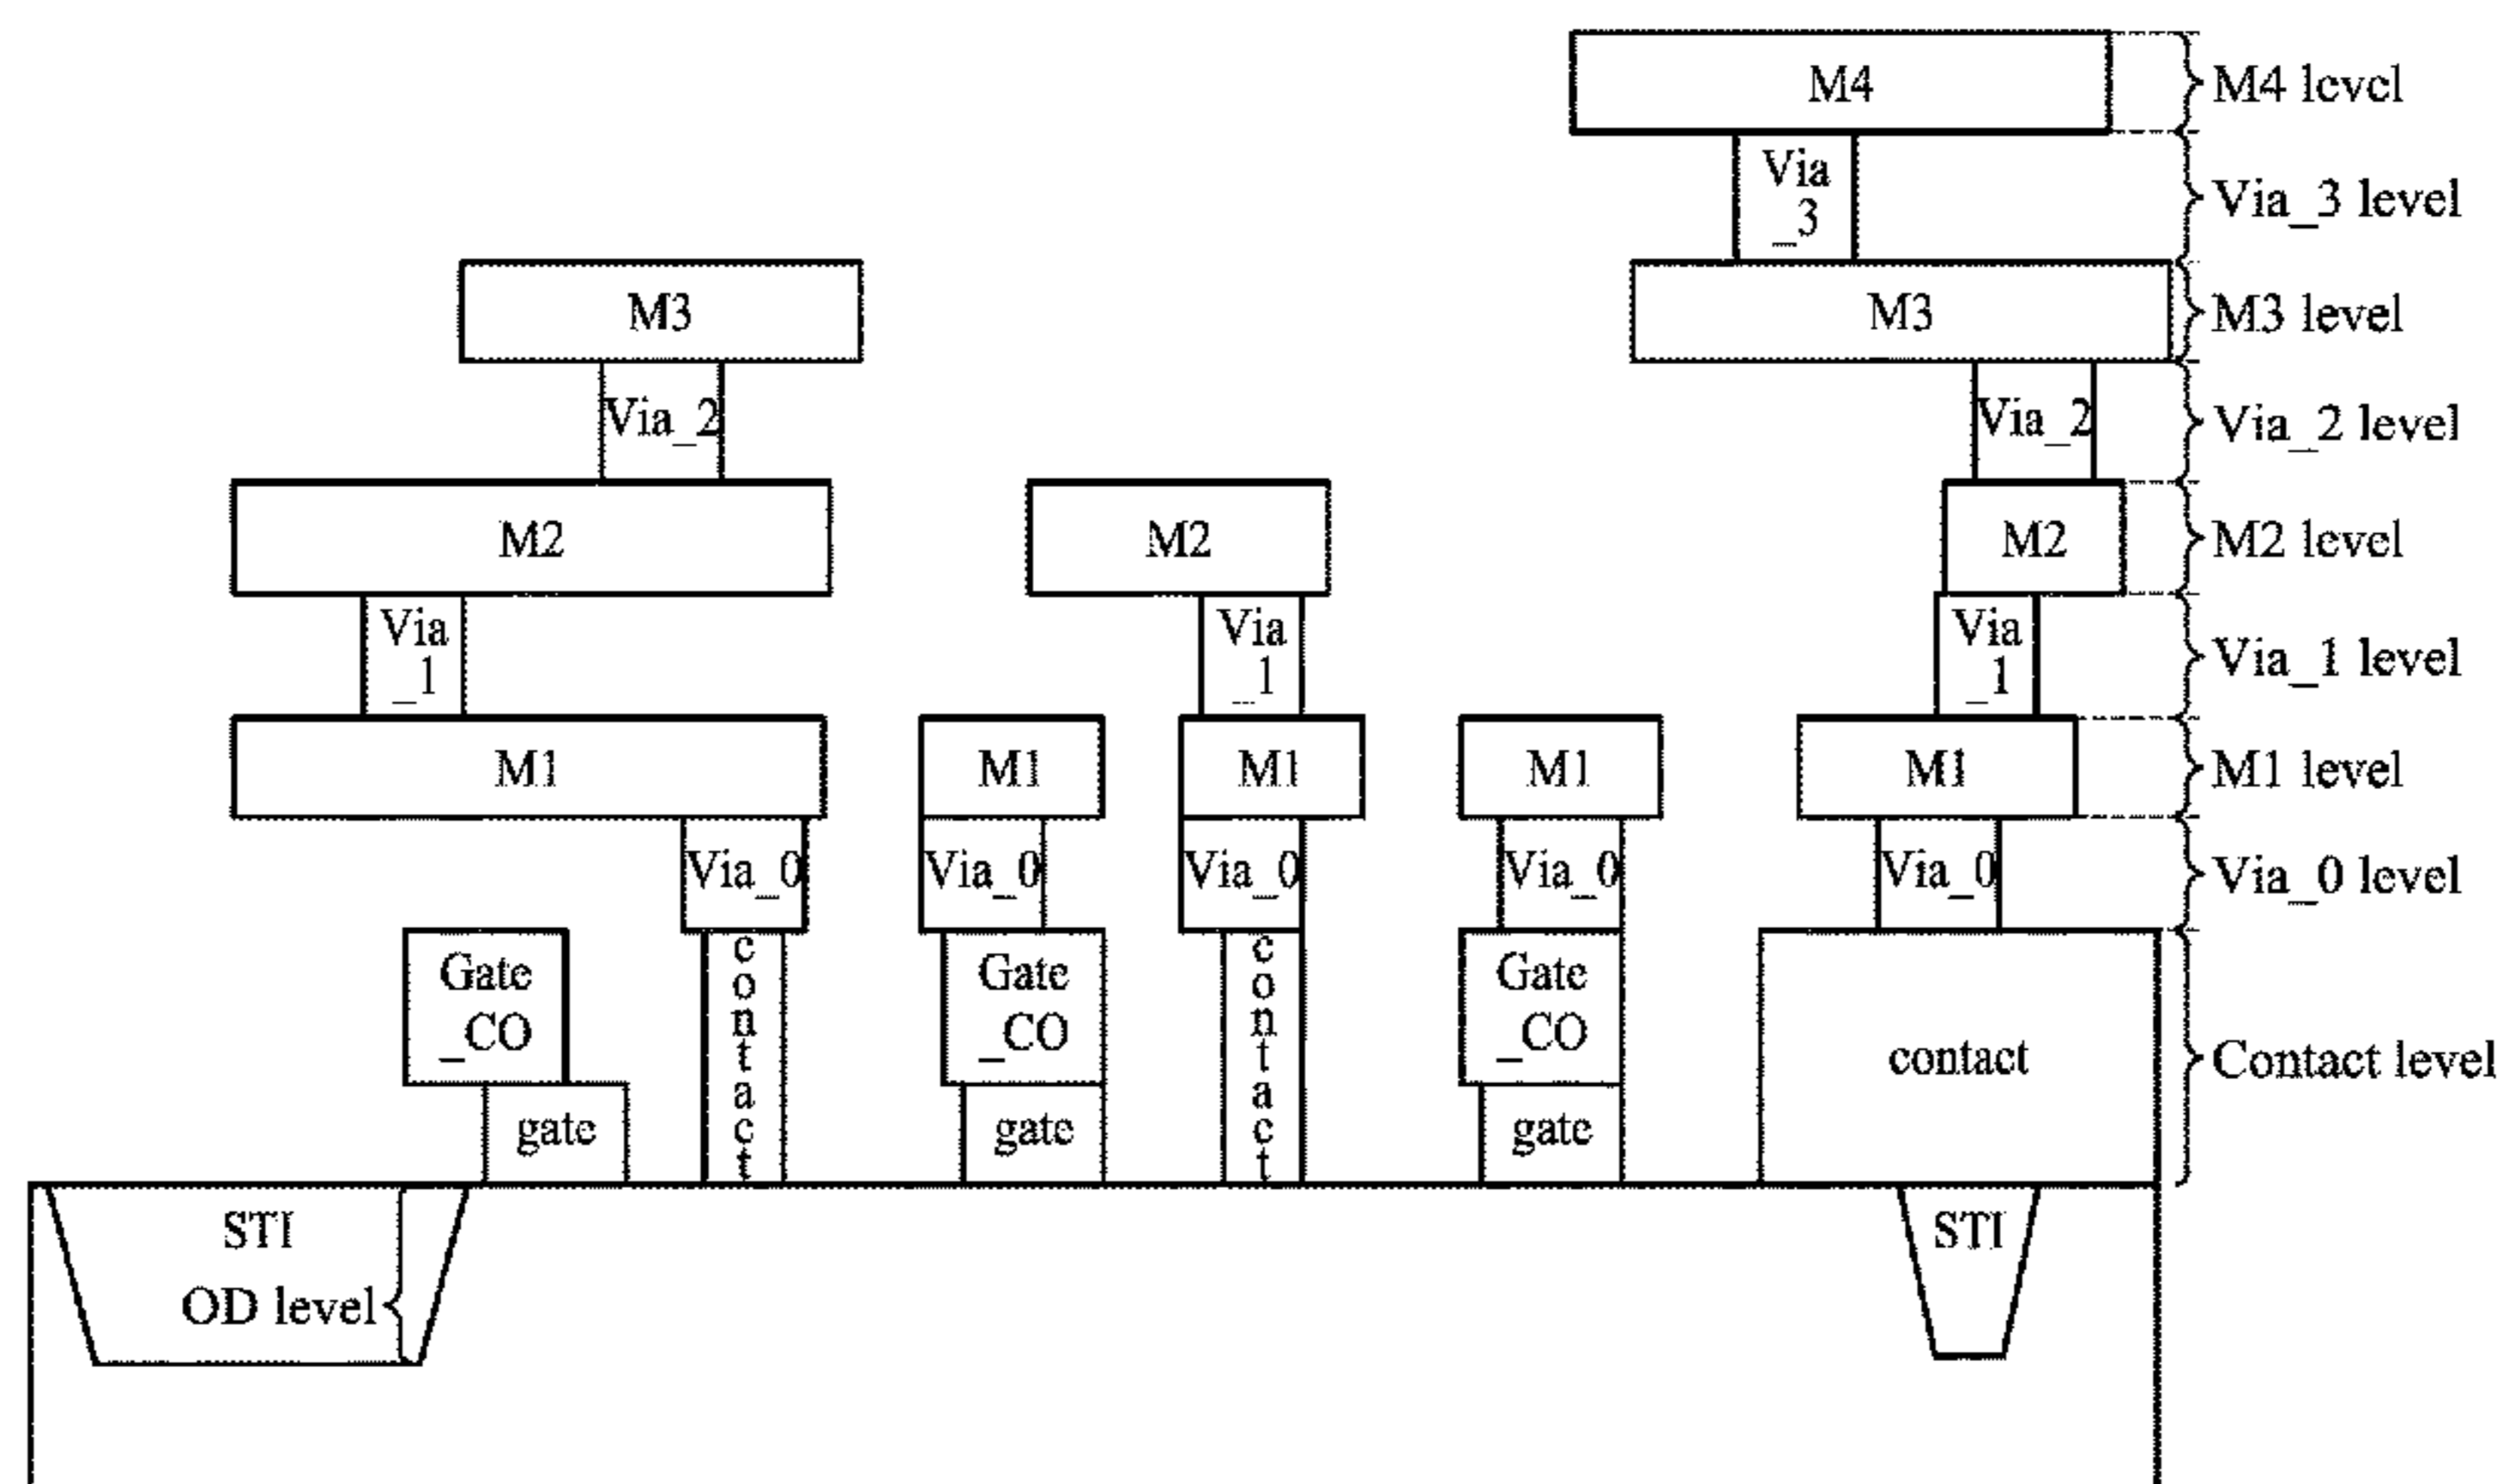 M4
M4 level
Via
_3
Via_3 level
M3
M3
M3 level
Via_2
Via_2
Via_2 level
M2
M2
M2
M2 level
Via
_1
Via
_1
Via
_1
Via_1 level
M1
M1
M1
M1
M1
M1 level
Via_0
Via_0
Via_0
Via_0
Via_0
Via_0 level
Gate
_CO
contact
Gate
_CO
contact
Gate
_CO
contact
Contact level
gate
gate
gate
STI
OD level
STI